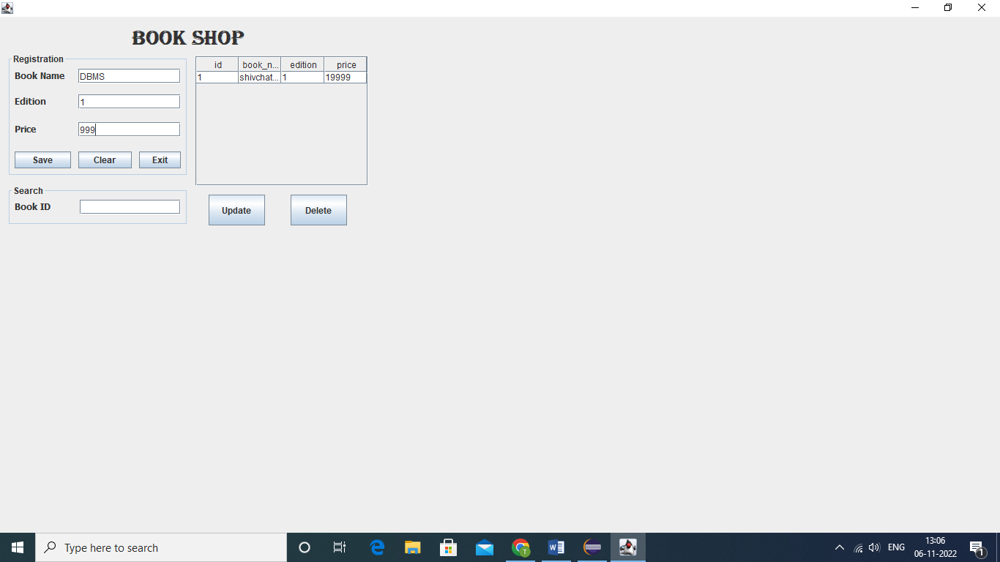 BOOK SHOP
Registration
Book Name DBMS
Edition 1
Price 999
Save Clear Exit
Search
Book ID
id book_n... edition price
1 shivchat... 1 19999
Update Delete
Type here to search
ENG
13:06
06-11-2022
1